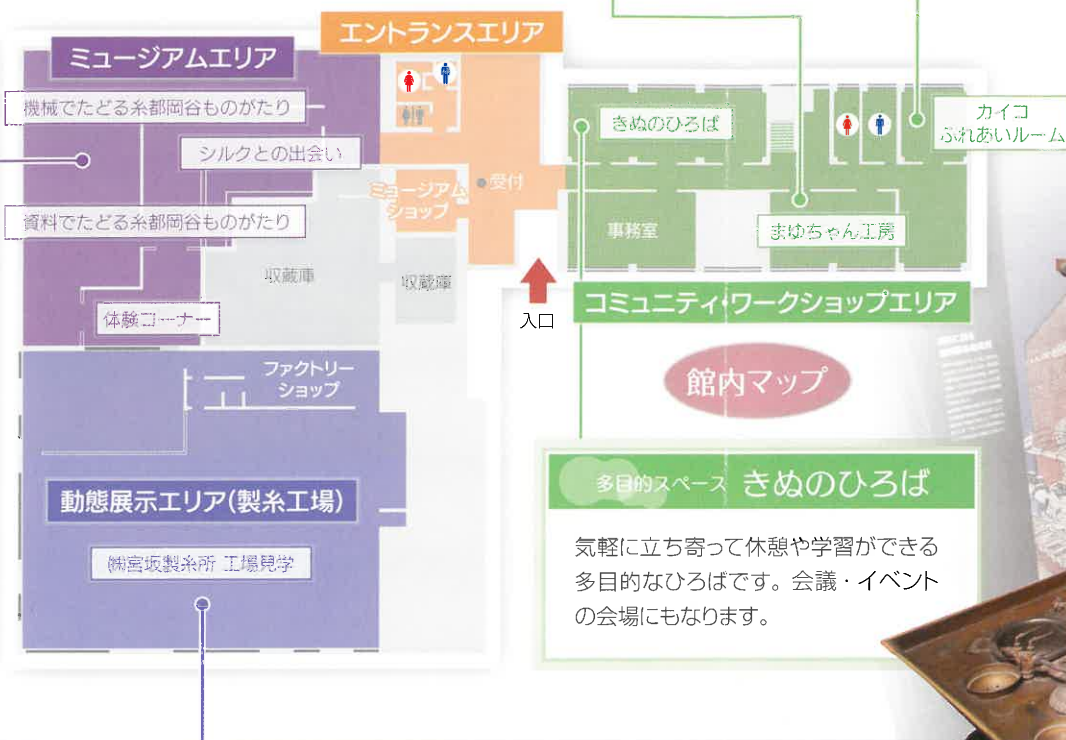 エントランスエリア
ミュージアムエリア
機械でたどる糸都岡谷ものがたり
シルクとの出会い
資料でたどる糸都岡谷ものがたり
ミュージアム
ショップ
受付
きぬのひろば
カイコ
ふれあいルーム
事務室
まゆちゃん工房
収蔵庫
収蔵庫
体験コーナー
入口
コミュニティ・ワークショップエリア
館内マップ
ファクトリー
ショップ
動態展示エリア(製糸工場)
㈱宮坂製糸所 工場見学
多目的スペース きぬのひろば
気軽に立ち寄って休憩や学習ができる
多目的なひろばです。会議・イベント
の会場にもなります。